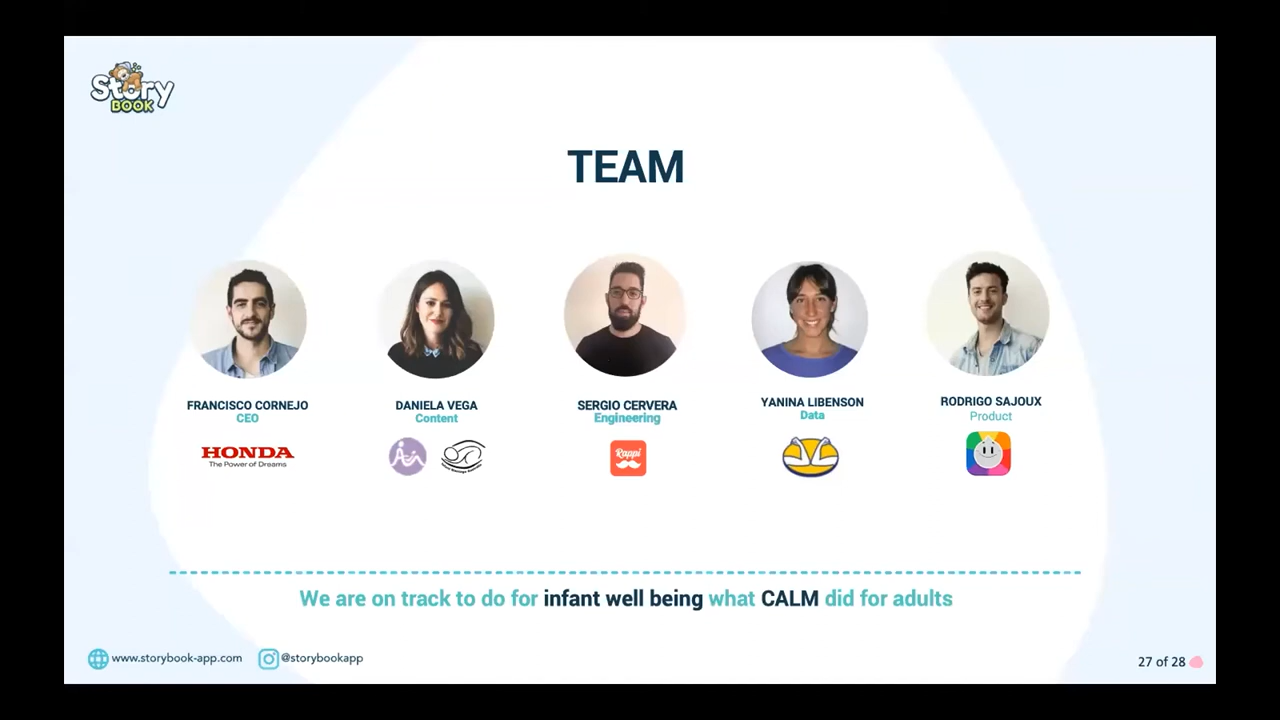 Story
BOOK
TEAM
FRANCISCO CORNEJO
CEO
HONDA
The Power of Dreams
DANIELA VEGA
Content
SERGIO CERVERA
Engineering
Rappi
YANINA LIBENSON
Data
RODRIGO SAJOUX
Product
We are on track to do for infant well being what CALM did for adults
www.storybook-app.com
@storybookapp
27 of 28